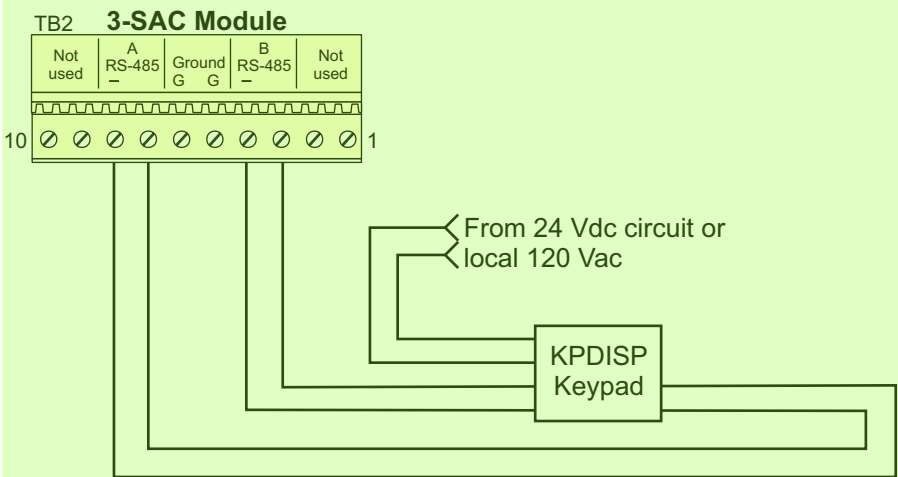 TB2 3-SAC Module
Not used
A
RS-485
–
Ground
G G
B
RS-485
–
Not used
10
1
From 24 Vdc circuit or
local 120 Vac
KPDISP
Keypad